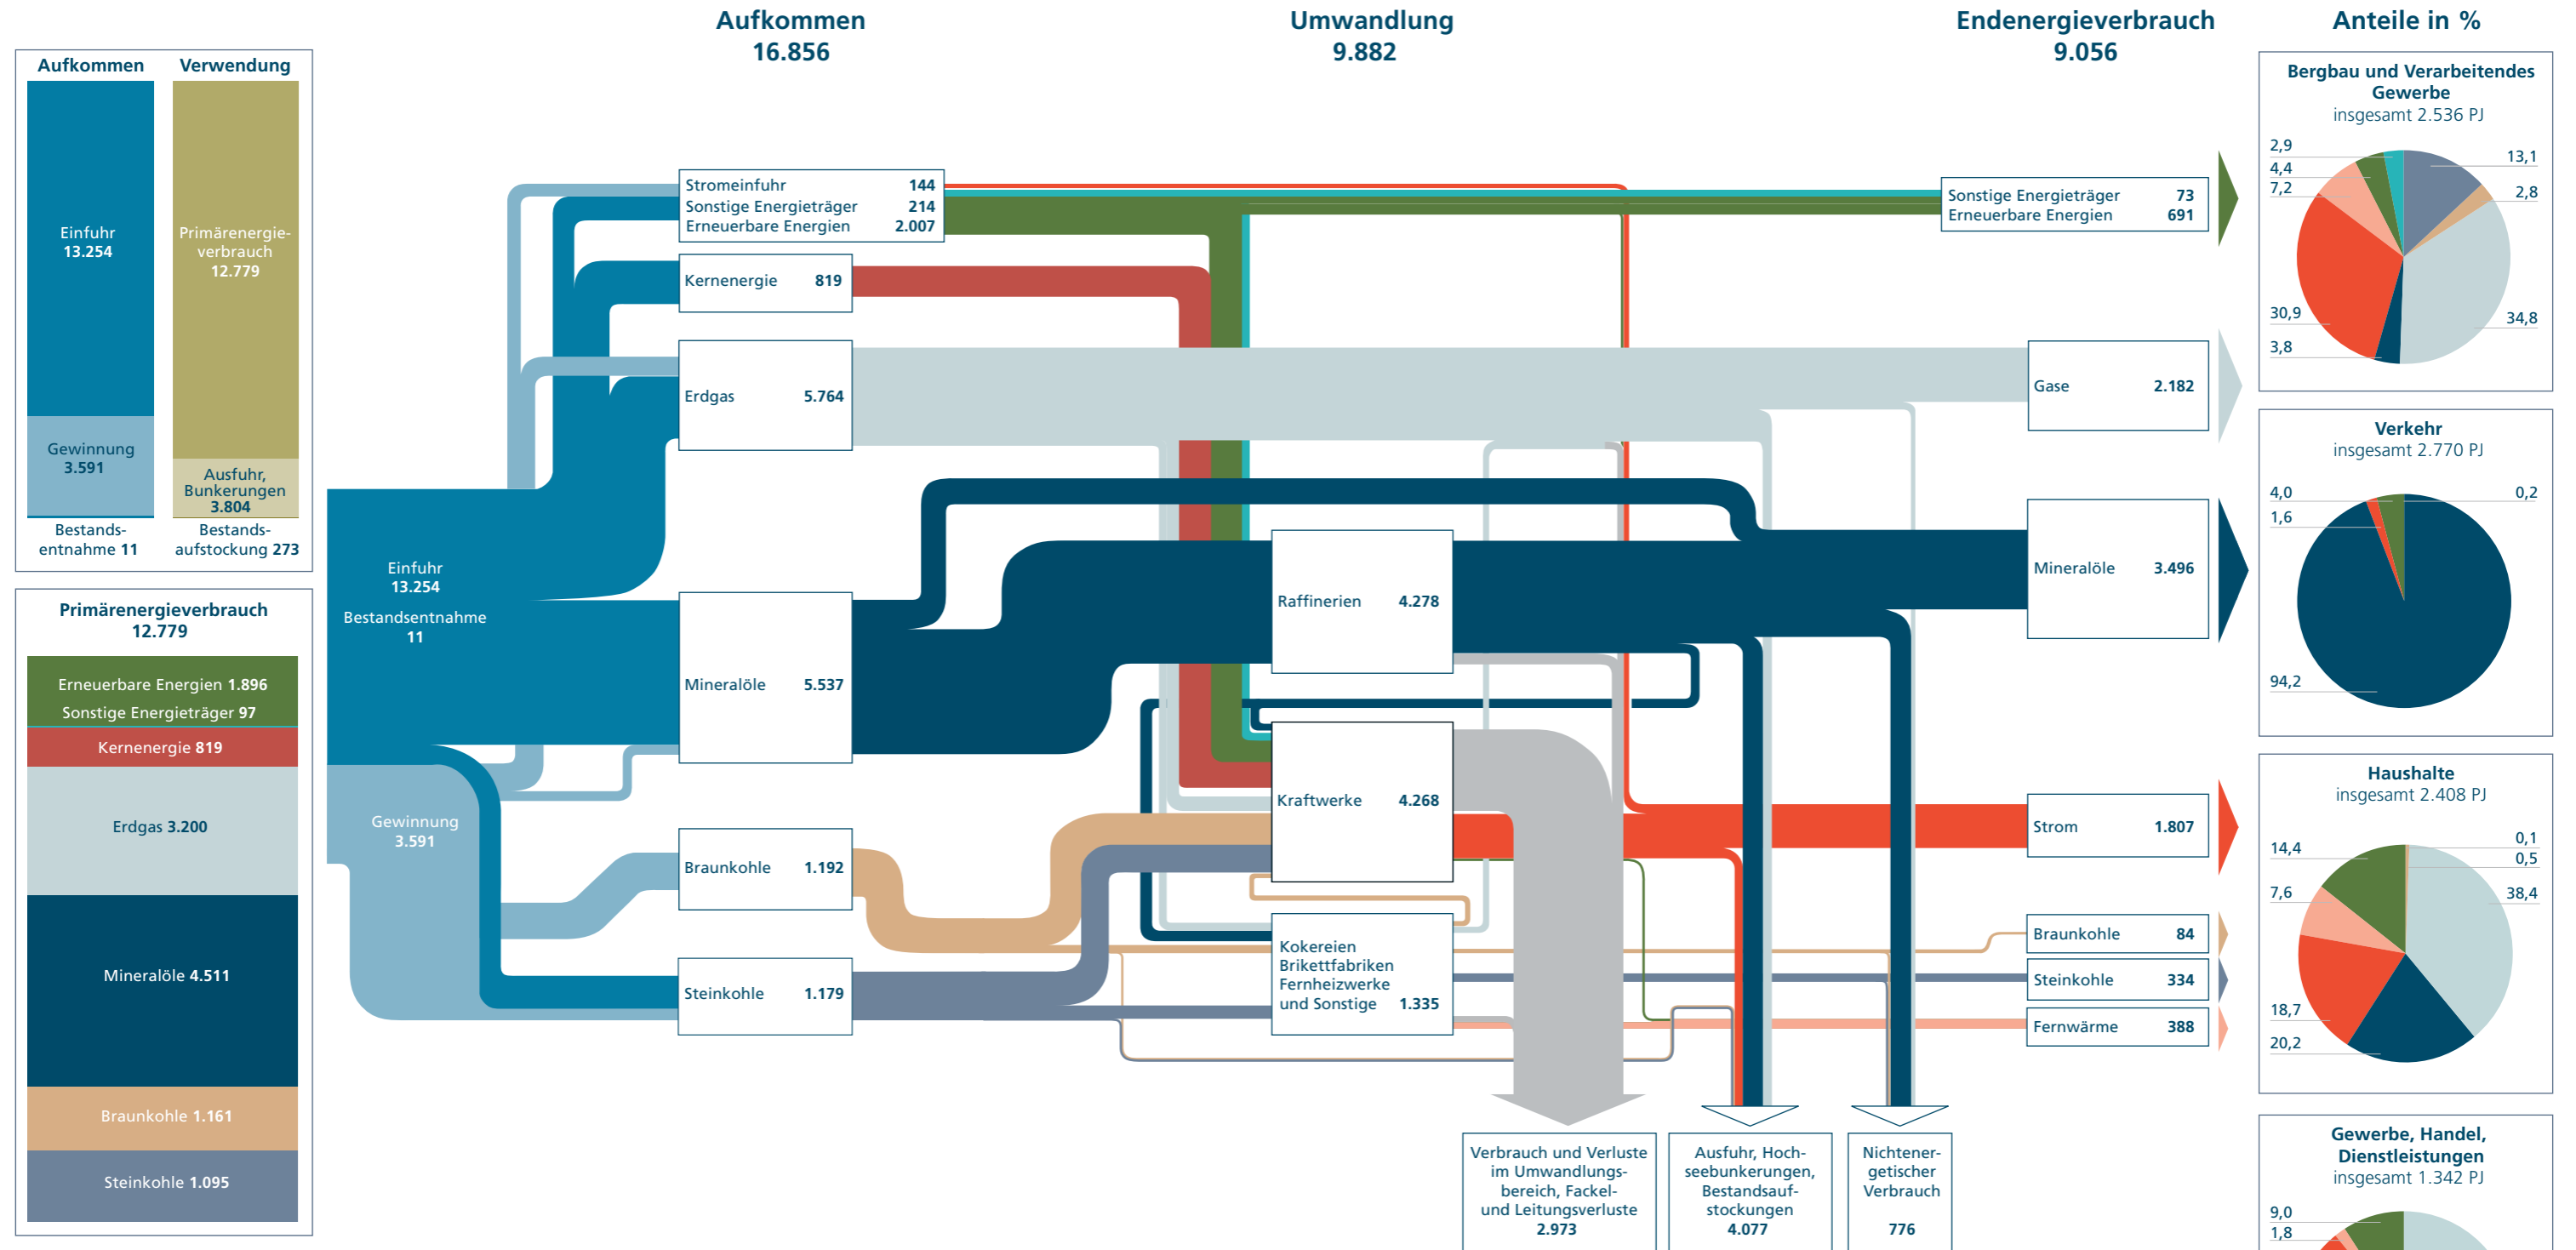 Aufkommen
16.856
Umwandlung
9.882
Endenergieverbrauch
9.056
Anteile in %
Aufkommen
Verwendung
Einfuhr
13.254
Primärenergie-
verbrauch
12.779
Gewinnung
3.591
Ausfuhr,
Bunkerungen
3.804
Bestands-
entnahme 11
Bestands-
aufstockung 273
Primärenergieverbrauch
12.779
Erneuerbare Energien 1.896
Sonstige Energieträger 97
Kernenergie 819
Erdgas 3.200
Mineralöle 4.511
Braunkohle 1.161
Steinkohle 1.095
Einfuhr
13.254
Bestandsentnahme
11
Gewinnung
3.591
Stromeinfuhr 144
Sonstige Energieträger 214
Erneuerbare Energien 2.007
Kernenergie 819
Erdgas 5.764
Mineralöle 5.537
Braunkohle 1.192
Steinkohle 1.179
Raffinerien 4.278
Kraftwerke 4.268
Kokereien
Brikettfabriken
Fernheizwerke
und Sonstige 1.335
Verbrauch und Verluste
im Umwandlungs-
bereich, Fackel-
und Leitungsverluste
2.973
Ausfuhr, Hoch-
seebunkerungen,
Bestandsauf-
stockungen
4.077
Nichtener-
getischer
Verbrauch
776
Sonstige Energieträger 73
Erneuerbare Energien 691
Gase 2.182
Mineralöle 3.496
Strom 1.807
Braunkohle 84
Steinkohle 334
Fernwärme 388
Bergbau und Verarbeitendes
Gewerbe
insgesamt 2.536 PJ
2,9
4,4
7,2
30,9
3,8
13,1
2,8
34,8
Verkehr
insgesamt 2.770 PJ
4,0
1,6
94,2
0,2
Haushalte
insgesamt 2.408 PJ
14,4
7,6
18,7
20,2
0,1
0,5
38,4
Gewerbe, Handel,
Dienstleistungen
insgesamt 1.342 PJ
9,0
1,8